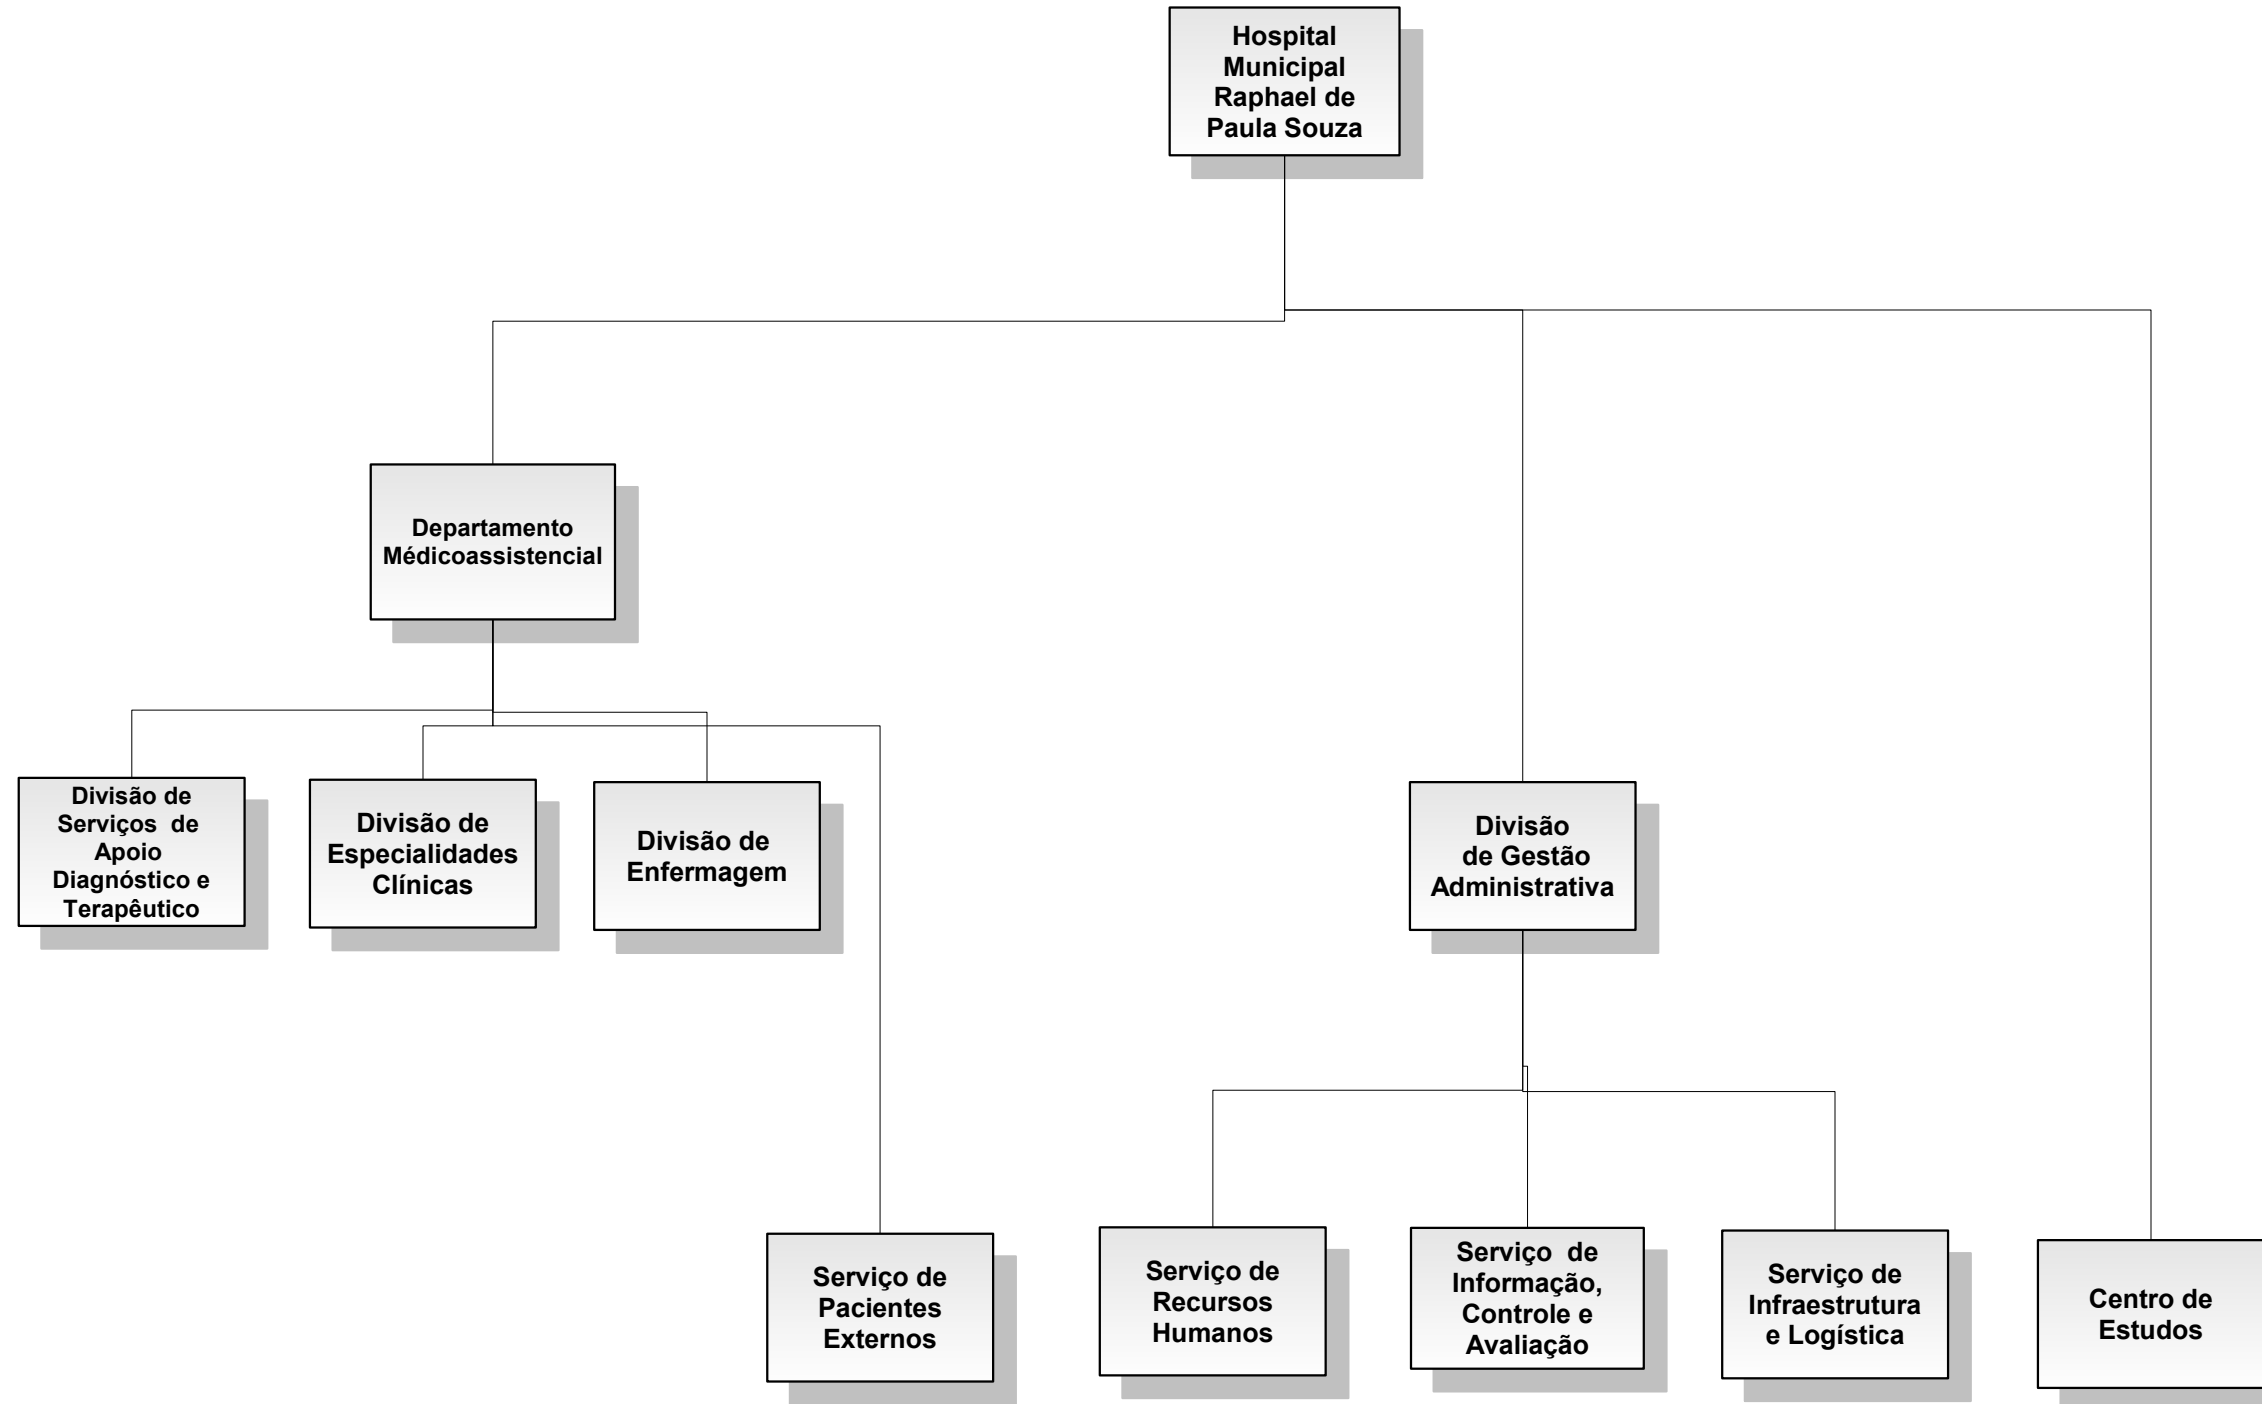 Hospital
Municipal
Raphael de
Paula Souza
Departamento
Médicoassistencial
Divisão de
Serviços de
Apoio
Diagnóstico e
Terapêutico
Divisão de
Especialidades
Clínicas
Divisão de
Enfermagem
Divisão
de Gestão
Administrativa
Serviço de
Pacientes
Externos
Serviço de
Recursos
Humanos
Serviço de
Informação,
Controle e
Avaliação
Serviço de
Infraestrutura
e Logística
Centro de
Estudos